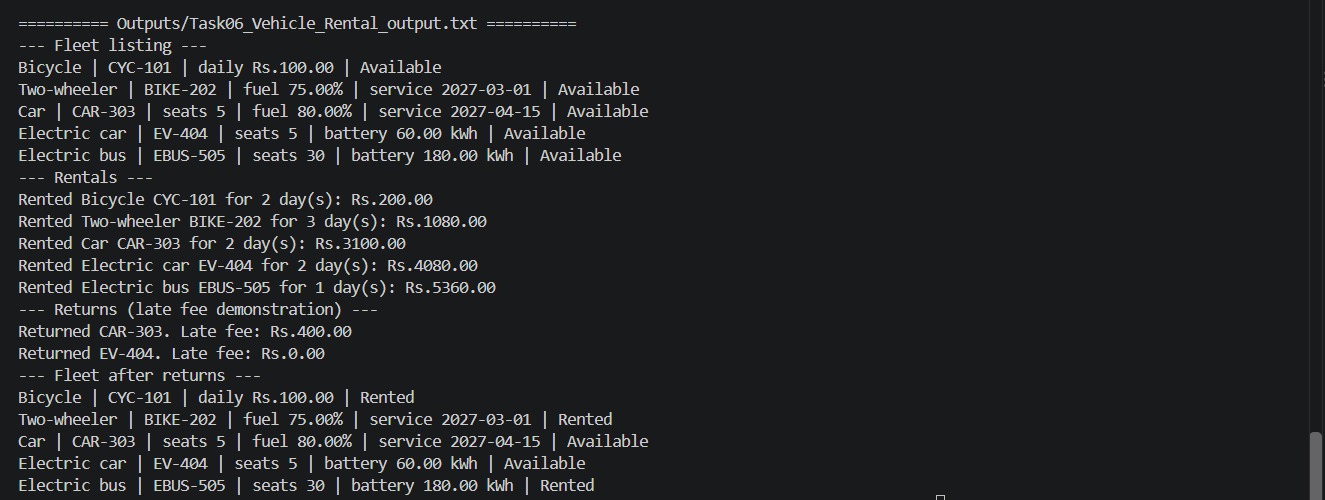 ========== Outputs/Task06_Vehicle_Rental_output.txt ==========
--- Fleet listing ---
Bicycle | CYC-101 | daily Rs.100.00 | Available
Two-wheeler | BIKE-202 | fuel 75.00% | service 2027-03-01 | Available
Car | CAR-303 | seats 5 | fuel 80.00% | service 2027-04-15 | Available
Electric car | EV-404 | seats 5 | battery 60.00 kWh | Available
Electric bus | EBUS-505 | seats 30 | battery 180.00 kWh | Available
--- Rentals ---
Rented Bicycle CYC-101 for 2 day(s): Rs.200.00
Rented Two-wheeler BIKE-202 for 3 day(s): Rs.1080.00
Rented Car CAR-303 for 2 day(s): Rs.3100.00
Rented Electric car EV-404 for 2 day(s): Rs.4080.00
Rented Electric bus EBUS-505 for 1 day(s): Rs.5360.00
--- Returns (late fee demonstration) ---
Returned CAR-303. Late fee: Rs.400.00
Returned EV-404. Late fee: Rs.0.00
--- Fleet after returns ---
Bicycle | CYC-101 | daily Rs.100.00 | Rented
Two-wheeler | BIKE-202 | fuel 75.00% | service 2027-03-01 | Rented
Car | CAR-303 | seats 5 | fuel 80.00% | service 2027-04-15 | Available
Electric car | EV-404 | seats 5 | battery 60.00 kWh | Available
Electric bus | EBUS-505 | seats 30 | battery 180.00 kWh | Rented